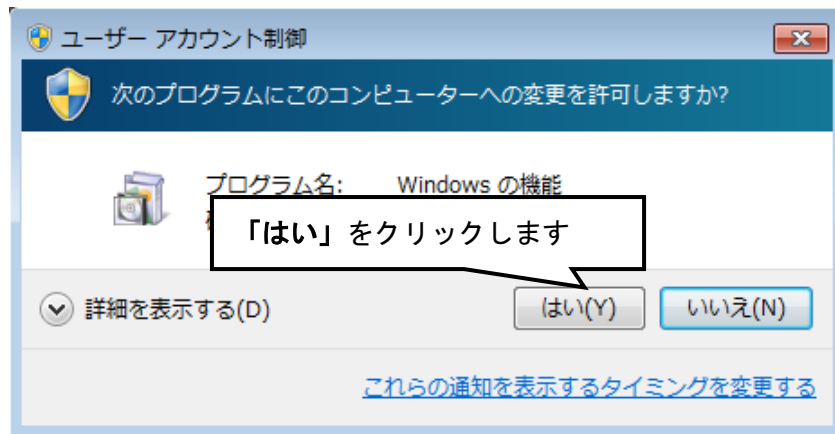 ユーザー アカウント制御
次のプログラムにこのコンピューターへの変更を許可しますか?
プログラム名: Windows の機能
「はい」をクリックします
詳細を表示する(D)
はい(Y)
いいえ(N)
これらの通知を表示するタイミングを変更する